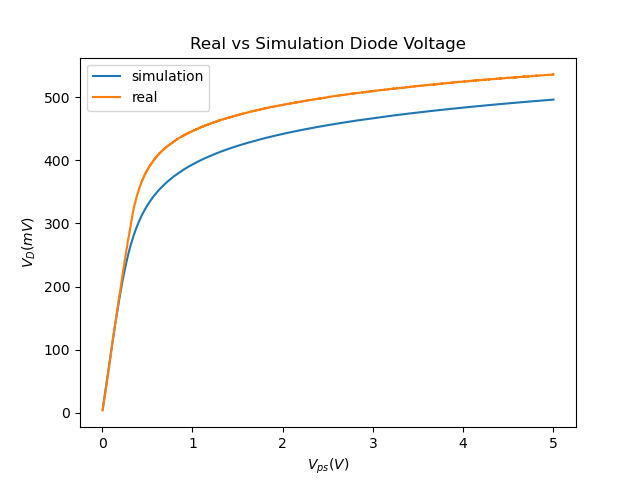 Real vs Simulation Diode Voltage
simulation
real
500
400
300
200
100
0
V_D(mV)
0 1 2 3 4 5
V_ps(V)